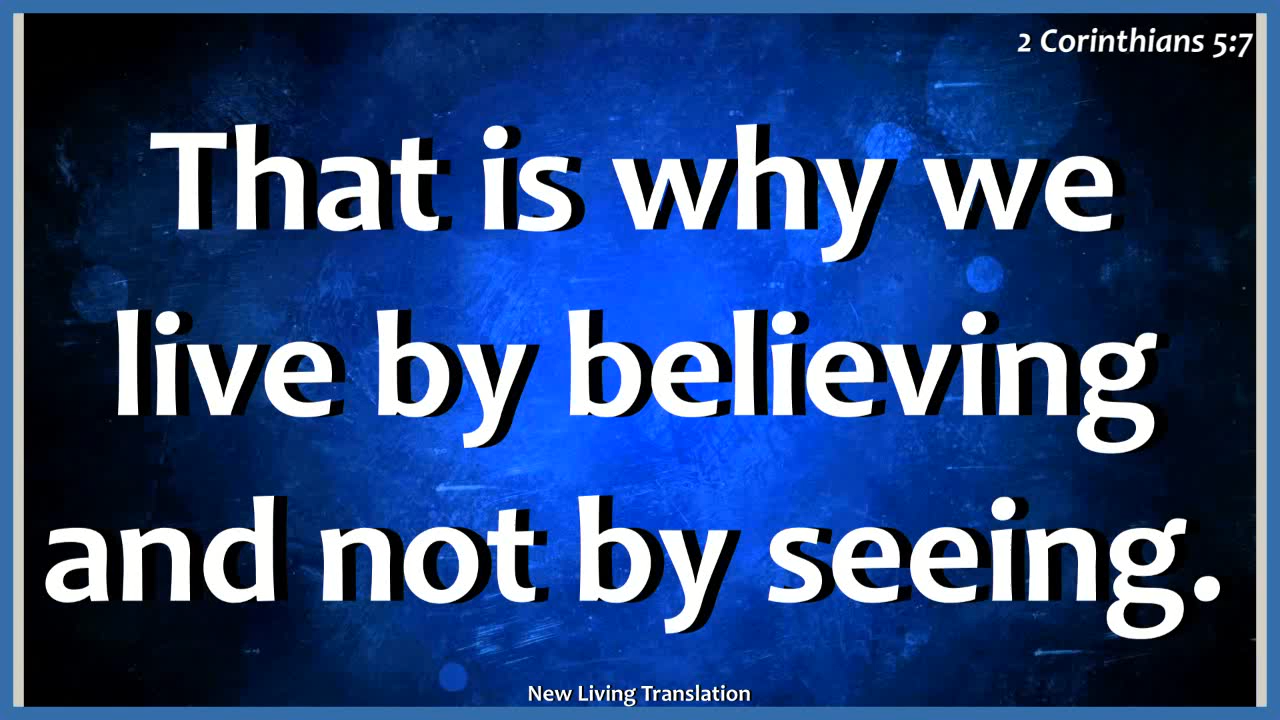 2 Corinthians 5:7
That is why we
live by believing
and not by seeing.
New Living Translation